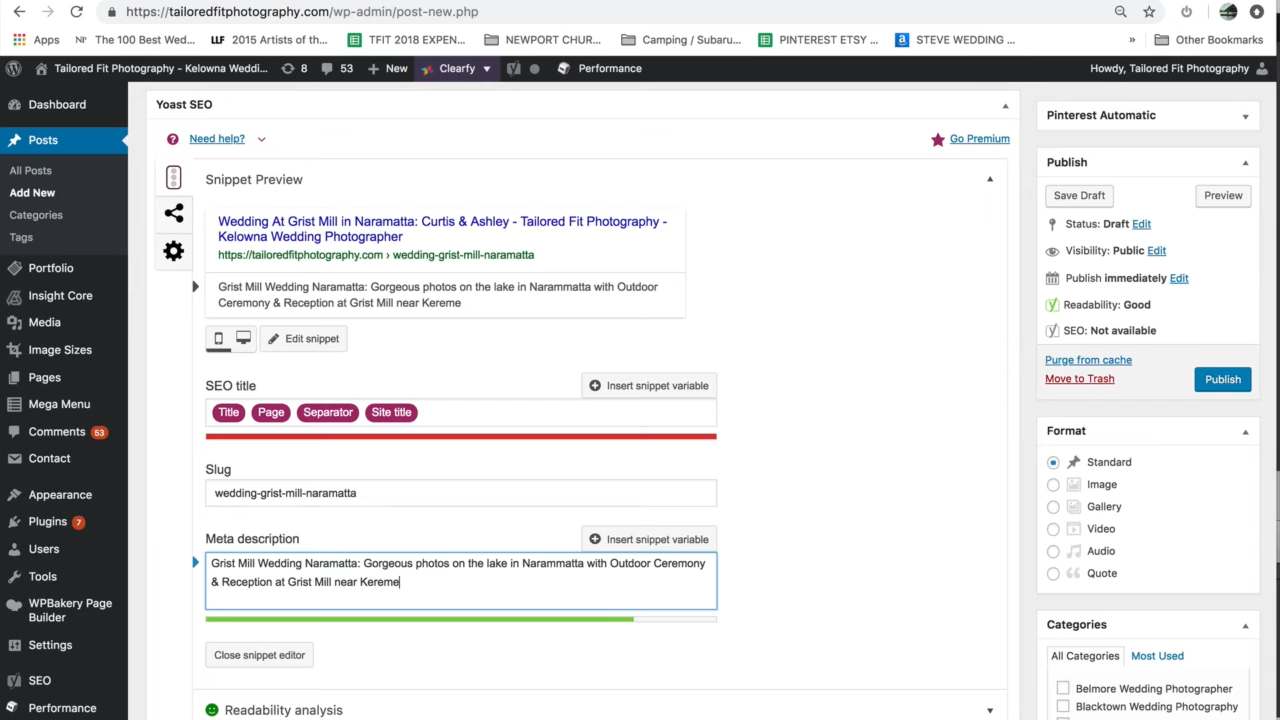 https://tailoredfitphotography.com/wp-admin/post-new.php
Apps NP The 100 Best Wed... LLF 2015 Artists of th... TFIT 2018 EXPEN... NEWPORT CHUR... Camping / Subaru... PINTEREST ETSY ... a STEVE WEDDING ... » Other Bookmarks
Tailored Fit Photography - Kelowna Weddi... 8 53 + New Clearfy Performance Howdy, Tailored Fit Photography
Dashboard
Posts
All Posts
Add New
Categories
Tags
Portfolio
Insight Core
Media
Image Sizes
Pages
Mega Menu
Comments 53
Contact
Appearance
Plugins 7
Users
Tools
WPBakery Page
Builder
Settings
SEO
Performance
Yoast SEO
Need help? Go Premium
Snippet Preview
Wedding At Grist Mill in Naramatta: Curtis & Ashley - Tailored Fit Photography -
Kelowna Wedding Photographer
https://tailoredfitphotography.com › wedding-grist-mill-naramatta
Grist Mill Wedding Naramatta: Gorgeous photos on the lake in Narammatta with Outdoor
Ceremony & Reception at Grist Mill near Kereme
Edit snippet
SEO title Insert snippet variable
Title Page Separator Site title
Slug
wedding-grist-mill-naramatta
Meta description Insert snippet variable
Grist Mill Wedding Naramatta: Gorgeous photos on the lake in Narammatta with Outdoor Ceremony
& Reception at Grist Mill near Kereme
Close snippet editor
Readability analysis
Pinterest Automatic
Publish
Save Draft Preview
Status: Draft Edit
Visibility: Public Edit
Publish immediately Edit
Readability: Good
SEO: Not available
Purge from cache
Move to Trash Publish
Format
Standard
Image
Gallery
Video
Audio
Quote
Categories
All Categories Most Used
Belmore Wedding Photographer
Blacktown Wedding Photography